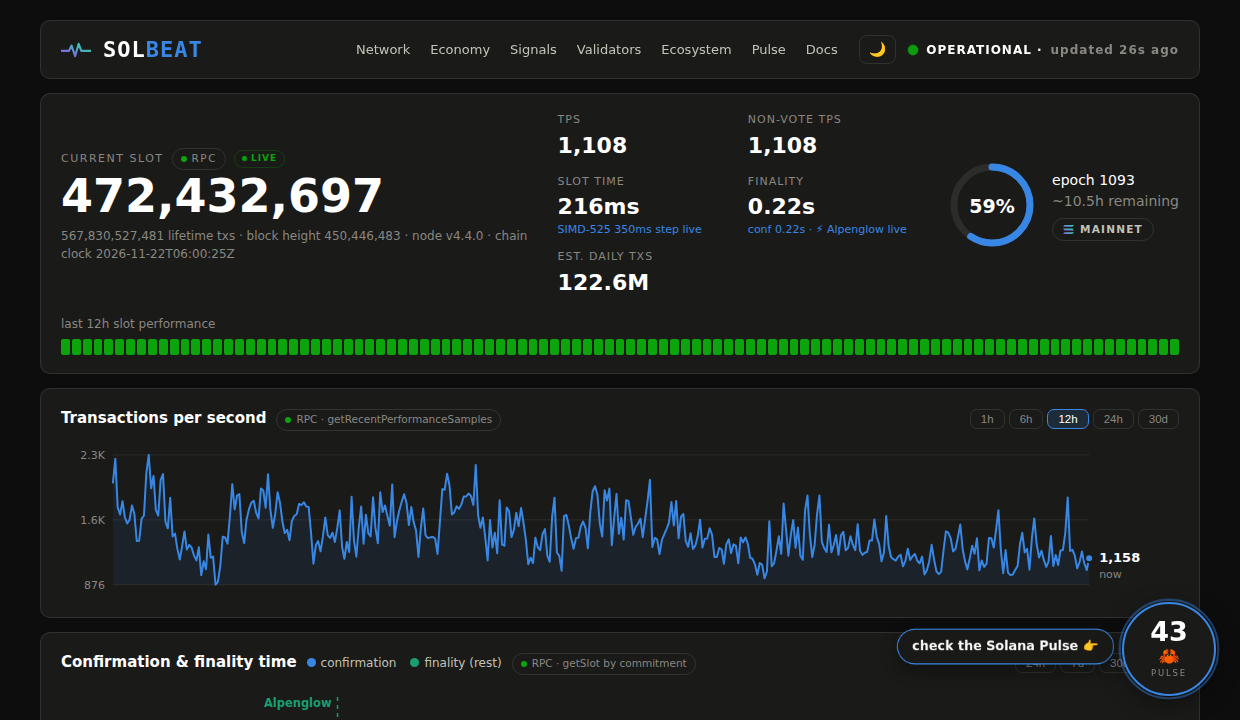 SOLBEAT
Network Economy Signals Validators Ecosystem Pulse Docs
OPERATIONAL · updated 26s ago
CURRENT SLOT RPC LIVE
472,432,697
567,830,527,481 lifetime txs · block height 450,446,483 · node v4.4.0 · chain
clock 2026-11-22T06:00:25Z
TPS
1,108
NON-VOTE TPS
1,108
SLOT TIME
216ms
SIMD-525 350ms step live
FINALITY
0.22s
conf 0.22s · ⚡ Alpenglow live
EST. DAILY TXS
122.6M
59%
epoch 1093
~10.5h remaining
MAINNET
last 12h slot performance
Transactions per second RPC · getRecentPerformanceSamples
1h 6h 12h 24h 30d
2.3K
1.6K
876
1,158
now
Confirmation & finality time confirmation finality (rest) RPC · getSlot by commitment
Alpenglow
check the Solana Pulse 👉
43
PULSE